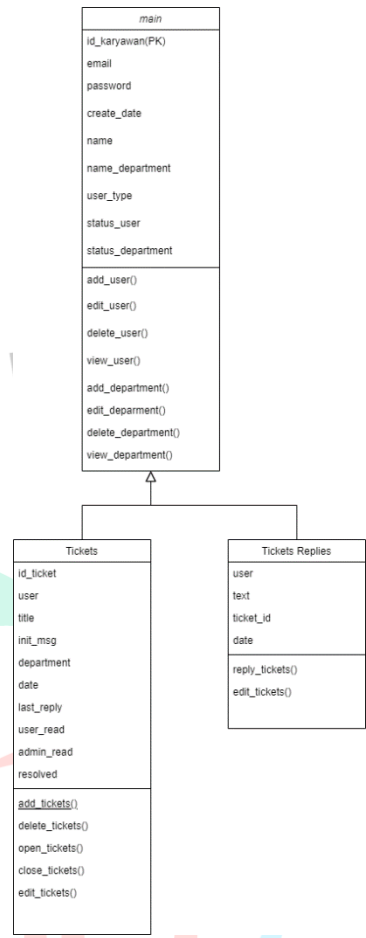 main
id_karyawan(PK)
email
password
create_date
name
name_department
user_type
status_user
status_department
add_user()
edit_user()
delete_user()
view_user()
add_department()
edit_deparment()
delete_department()
view_department()
Tickets
id_ticket
user
title
init_msg
department
date
last_reply
user_read
admin_read
resolved
add_tickets()
delete_tickets()
open_tickets()
close_tickets()
edit_tickets()
Tickets Replies
user
text
ticket_id
date
reply_tickets()
edit_tickets()